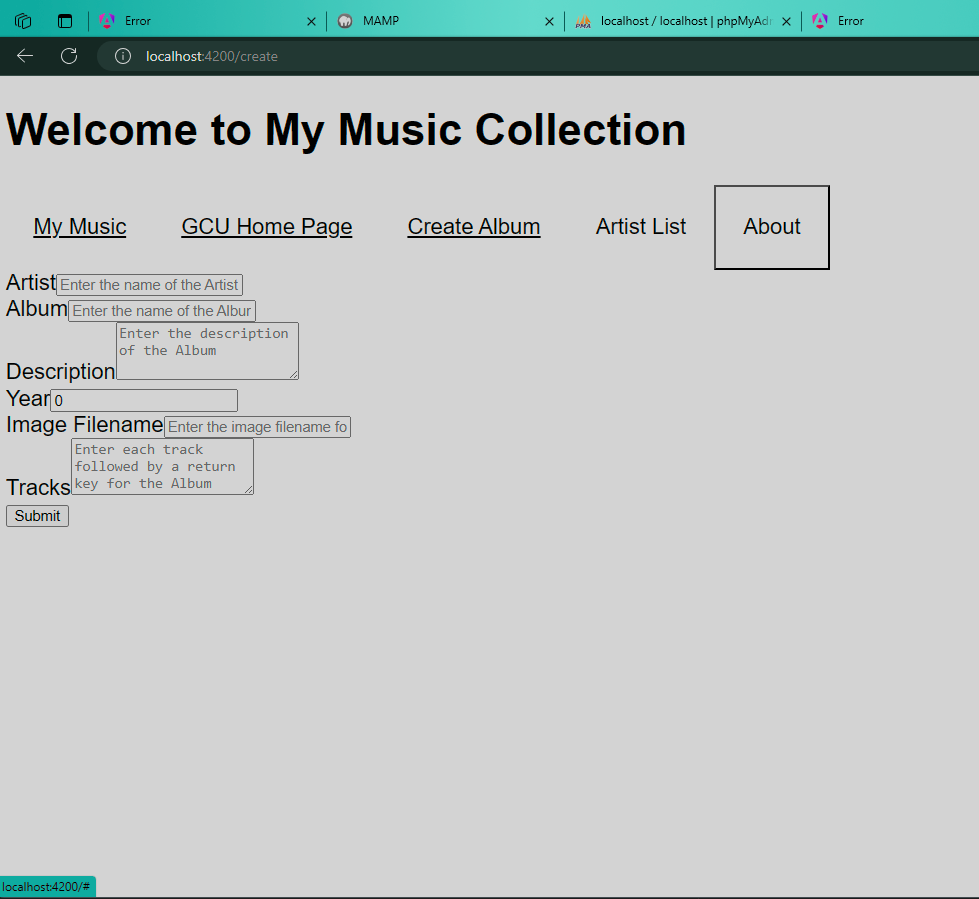 Error
MAMP
PMA
localhost / localhost | phpMyAdm
Error
localhost:4200/create
Welcome to My Music Collection
My Music GCU Home Page Create Album Artist List About
Artist Enter the name of the Artist
Album Enter the name of the Albur
Enter the description
of the Album
Description
Year 0
Image Filename Enter the image filename fo
Enter each track
followed by a return
key for the Album
Tracks
Submit
localhost:4200/#